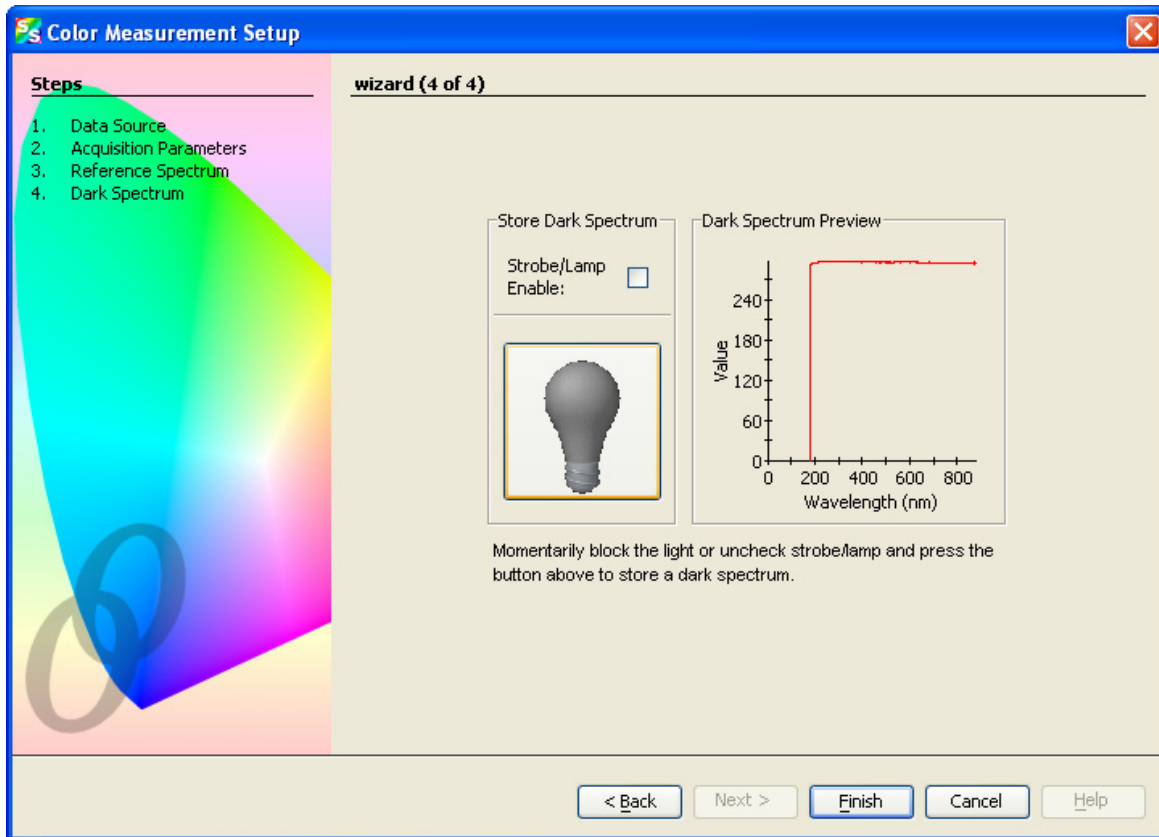 Color Measurement Setup
Steps
1. Data Source
2. Acquisition Parameters
3. Reference Spectrum
4. Dark Spectrum
wizard (4 of 4)
Store Dark Spectrum
Strobe/Lamp
Enable:
Dark Spectrum Preview
Value
240
180
120
60
0
0 200 400 600 800
Wavelength (nm)
Momentarily block the light or uncheck strobe/lamp and press the
button above to store a dark spectrum.
< Back
Next >
Finish
Cancel
Help